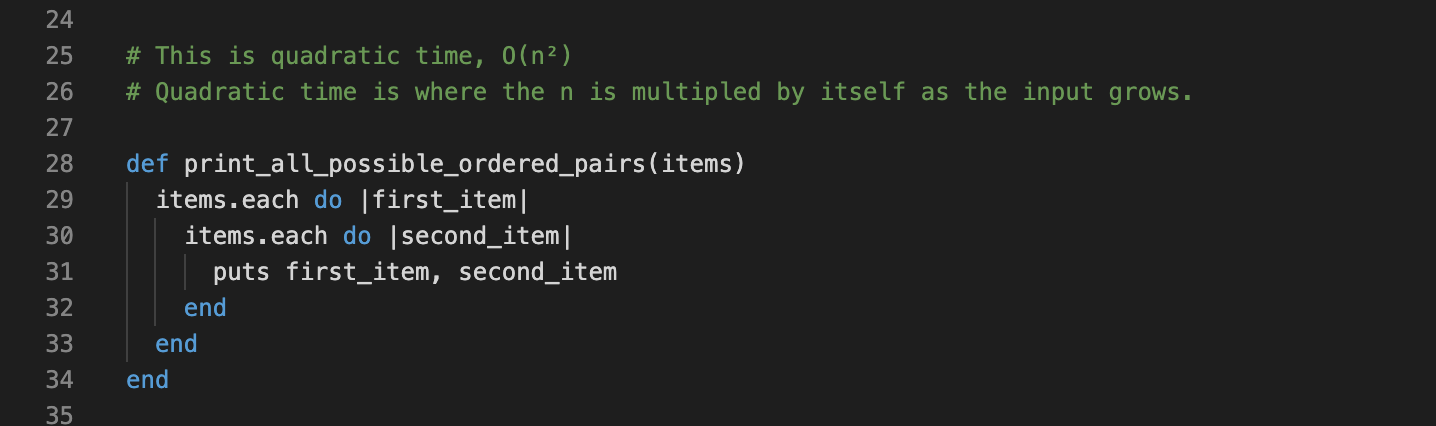 24
25 # This is quadratic time, O(n²)
26 # Quadratic time is where the n is multipled by itself as the input grows.
27
28 def print_all_possible_ordered_pairs(items)
29   items.each do |first_item|
30     items.each do |second_item|
31       puts first_item, second_item
32     end
33   end
34 end
35